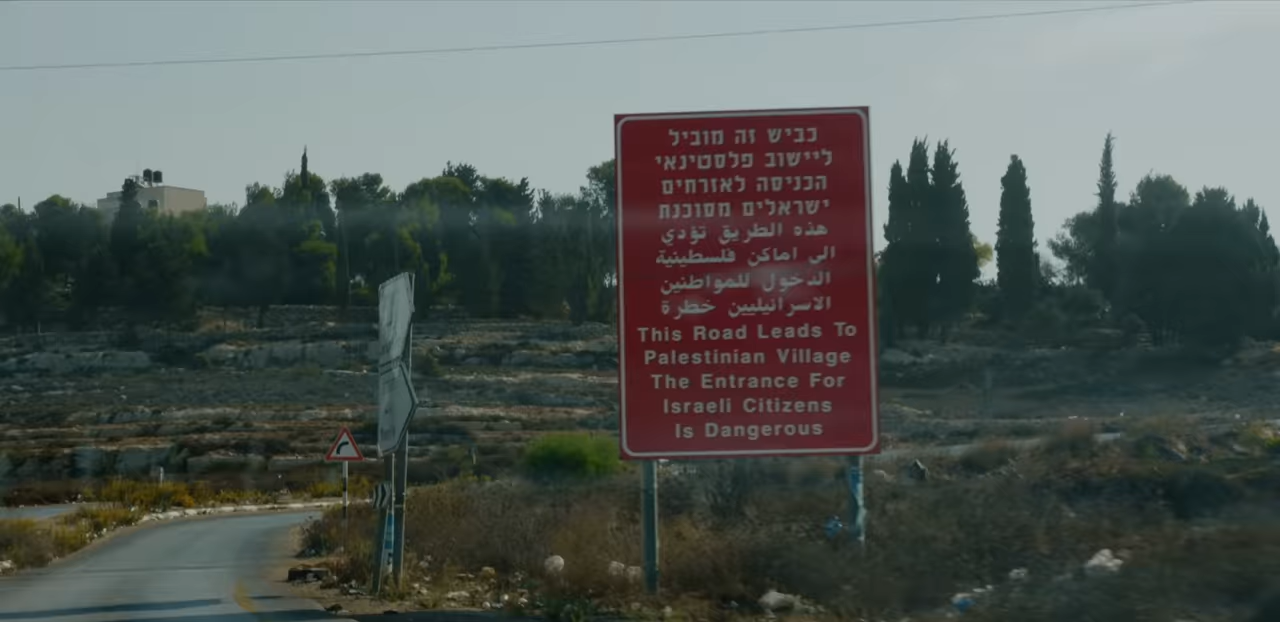 כביש זה מוביל
ליישוב פלסטינאי
הכניסה לאזרחים
ישראלים מסוכנת
هذه الطريق تؤدي
الى اماكن فلسطينية
الدخول للمواطنين
الاسرائيليين خطرة
This Road Leads To
Palestinian Village
The Entrance For
Israeli Citizens
Is Dangerous